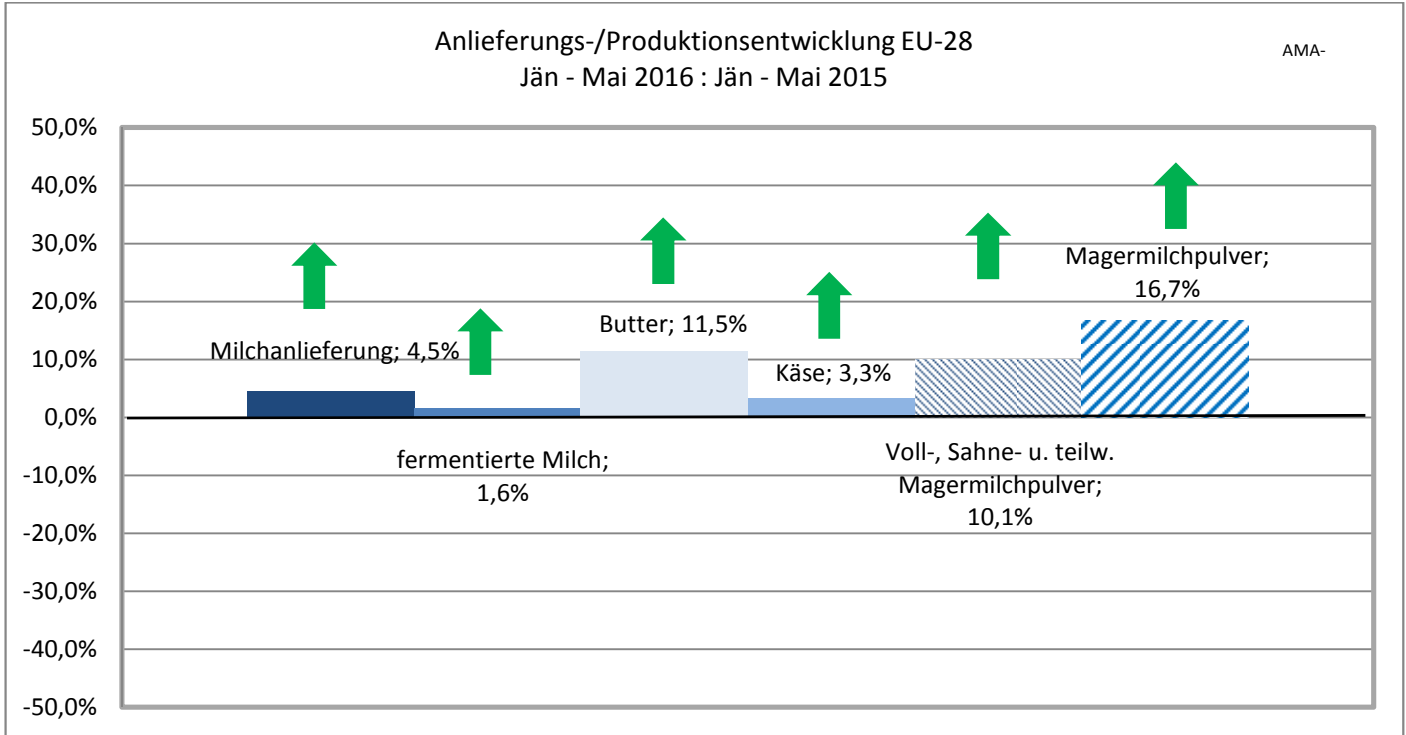 Anlieferungs-/Produktionsentwicklung EU-28
Jän - Mai 2016 : Jän - Mai 2015
AMA-
50,0%
40,0%
30,0%
20,0%
10,0%
0,0%
-10,0%
-20,0%
-30,0%
-40,0%
-50,0%
Milchanlieferung; 4,5%
fermentierte Milch;
1,6%
Butter; 11,5%
Käse; 3,3%
Voll-, Sahne- u. teilw.
Magermilchpulver;
10,1%
Magermilchpulver;
16,7%